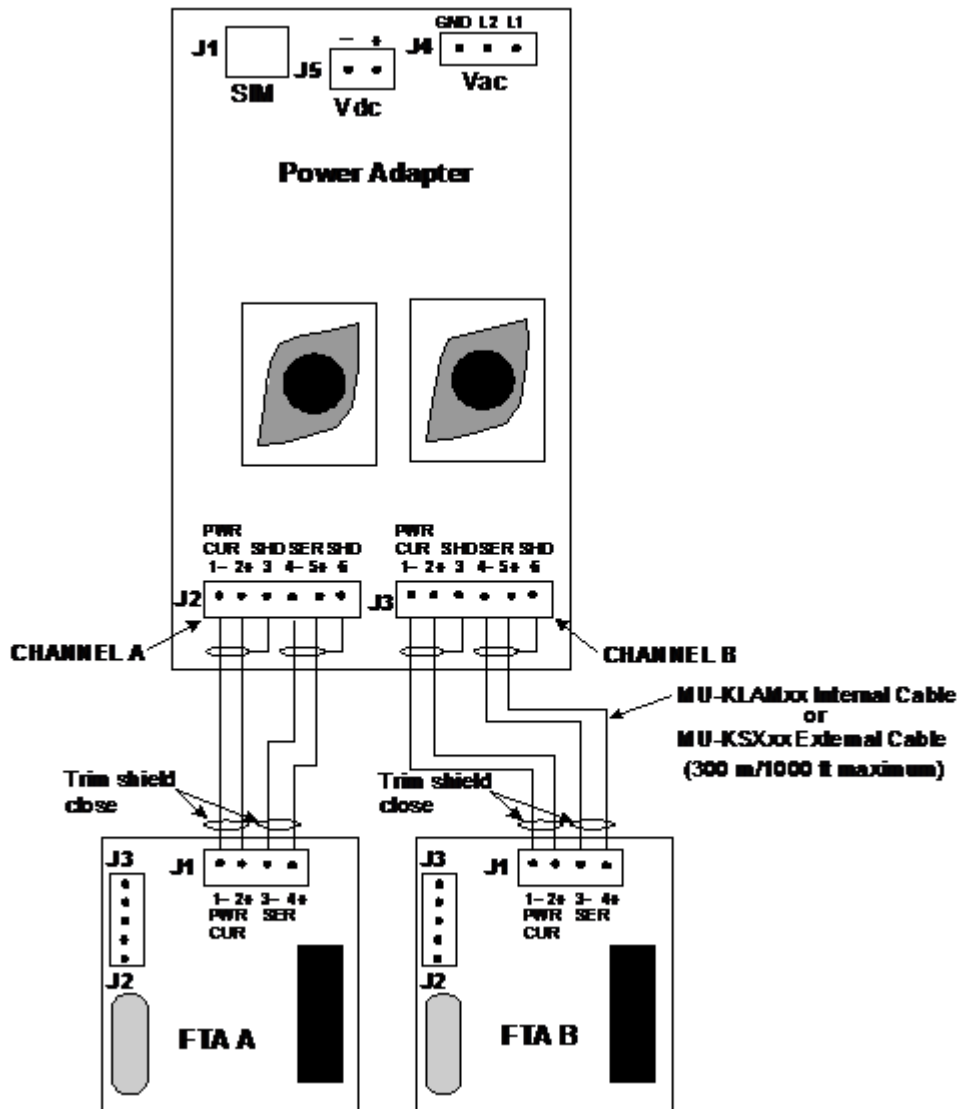 GND L2 L1
J1
− +
J4
J5
SIM
Vac
Vdc
Power Adapter
PWR
CUR SHD SER SHD
1− 2+ 3 4− 5+ 6
PWR
CUR SHD SER SHD
1− 2+ 3 4− 5+ 6
J2
J3
CHANNEL A
CHANNEL B
MU-KLAMxx Internal Cable
or
MU-KSXxx External Cable
(300 m/1000 ft maximum)
Trim shield
close
Trim shield
close
J3
J1
1− 2+ 3− 4+
PWR SER
CUR
J2
FTA A
J3
J1
1− 2+ 3− 4+
PWR SER
CUR
J2
FTA B